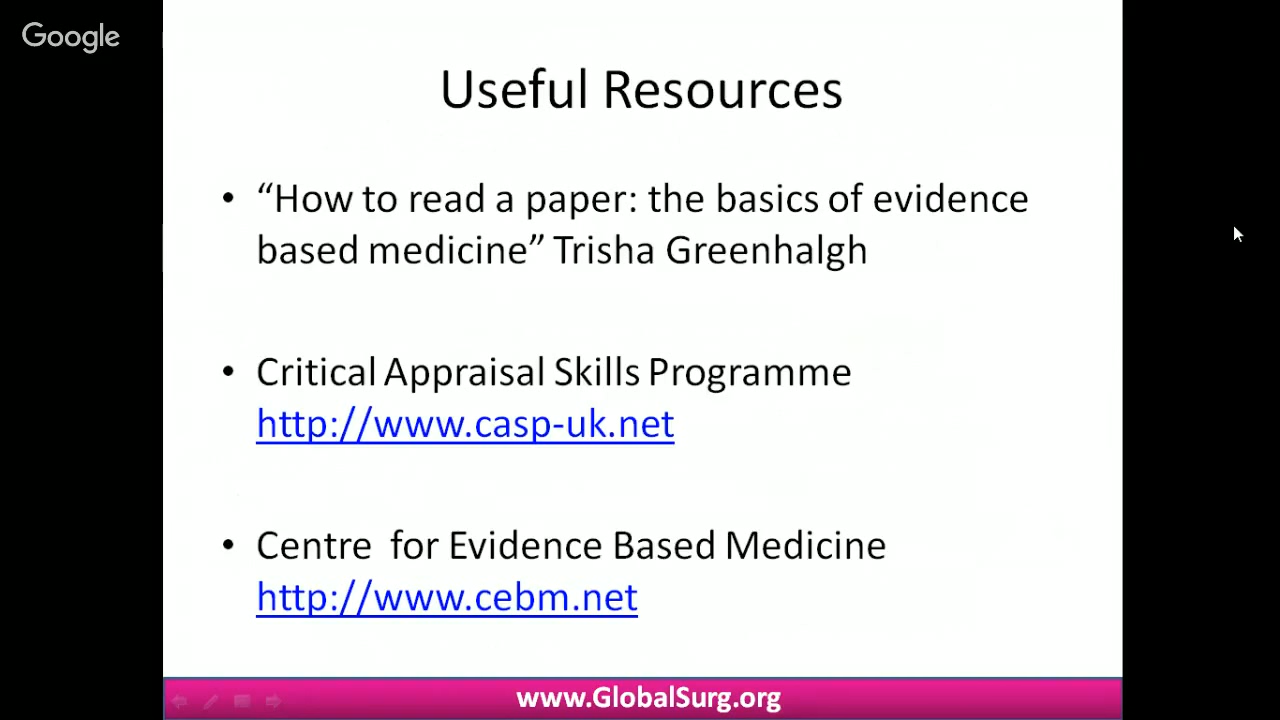 Google
Useful Resources
• “How to read a paper: the basics of evidence
based medicine” Trisha Greenhalgh
• Critical Appraisal Skills Programme
http://www.casp-uk.net
• Centre  for Evidence Based Medicine
http://www.cebm.net
www.GlobalSurg.org